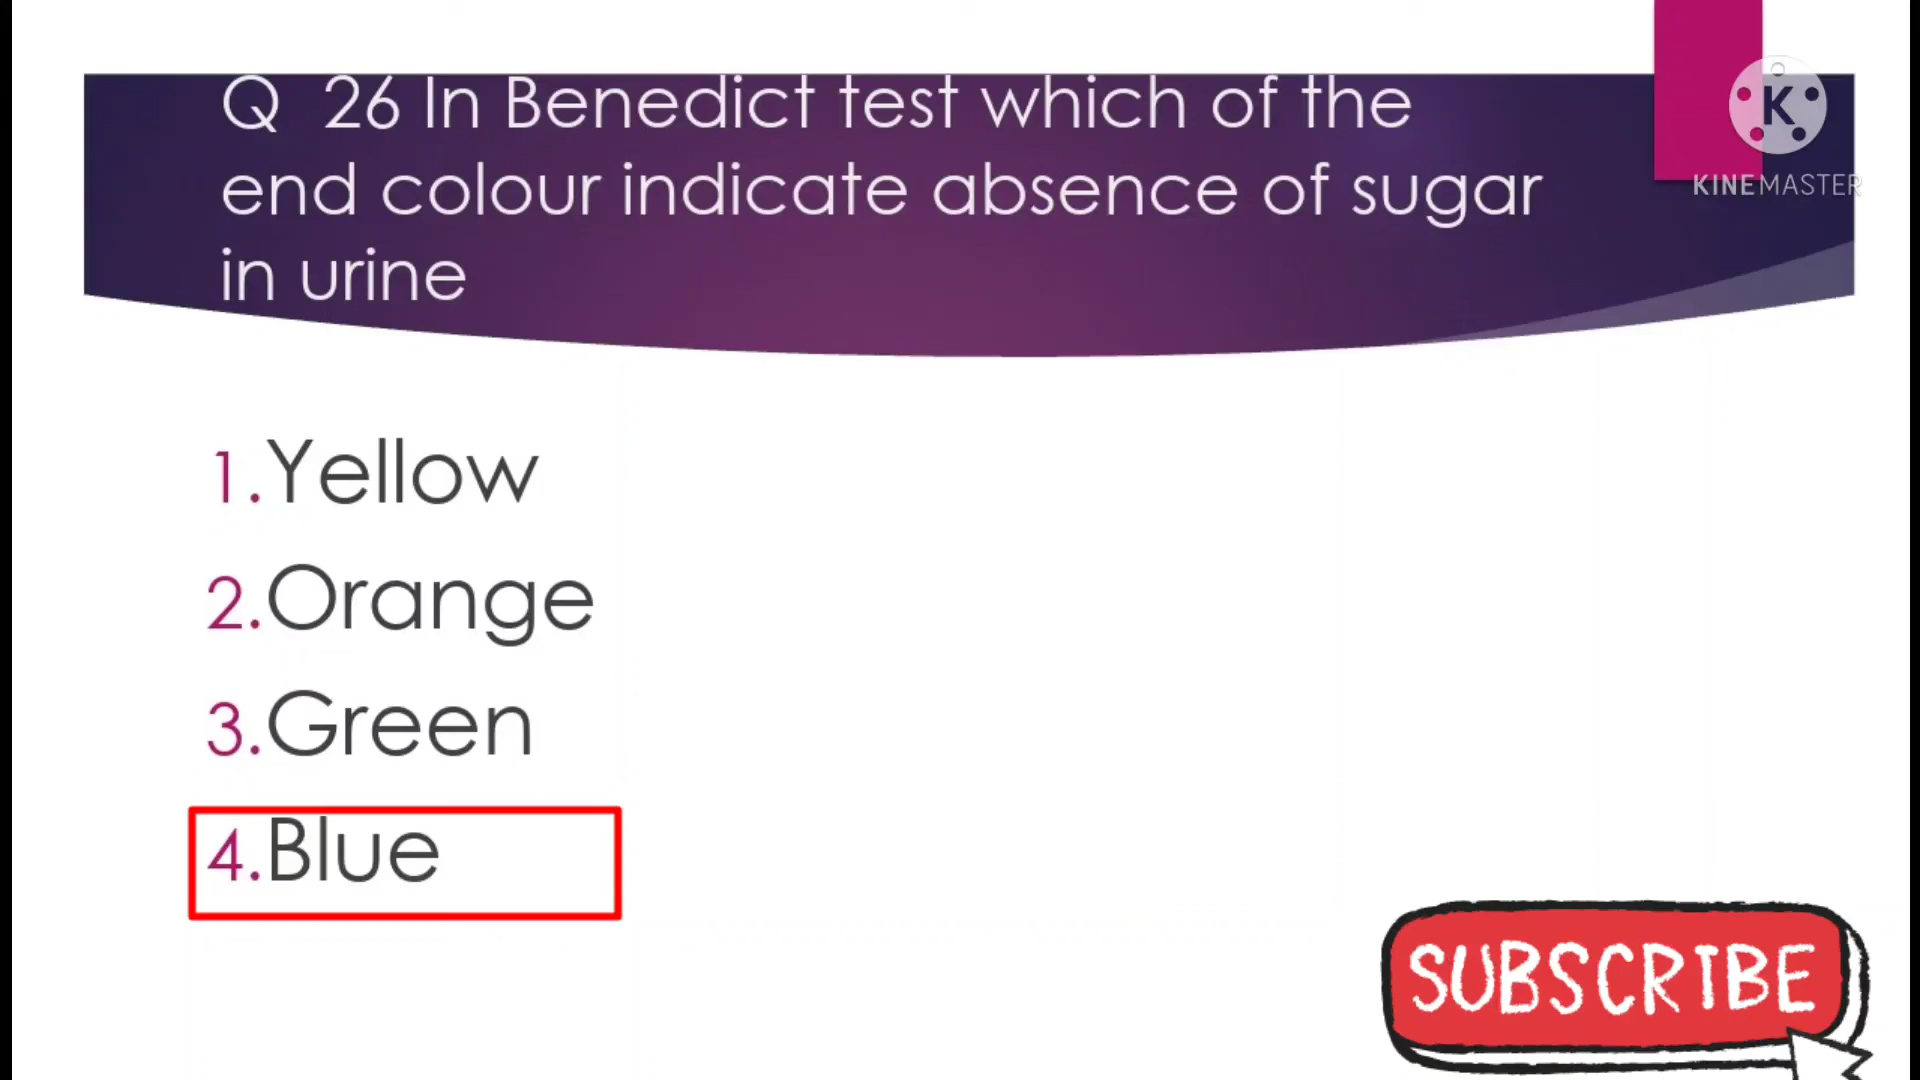 Q 26 In Benedict test which of the
end colour indicate absence of sugar
in urine
K
KINEMASTER
1.Yellow
2.Orange
3.Green
4.Blue
SUBSCRIBE